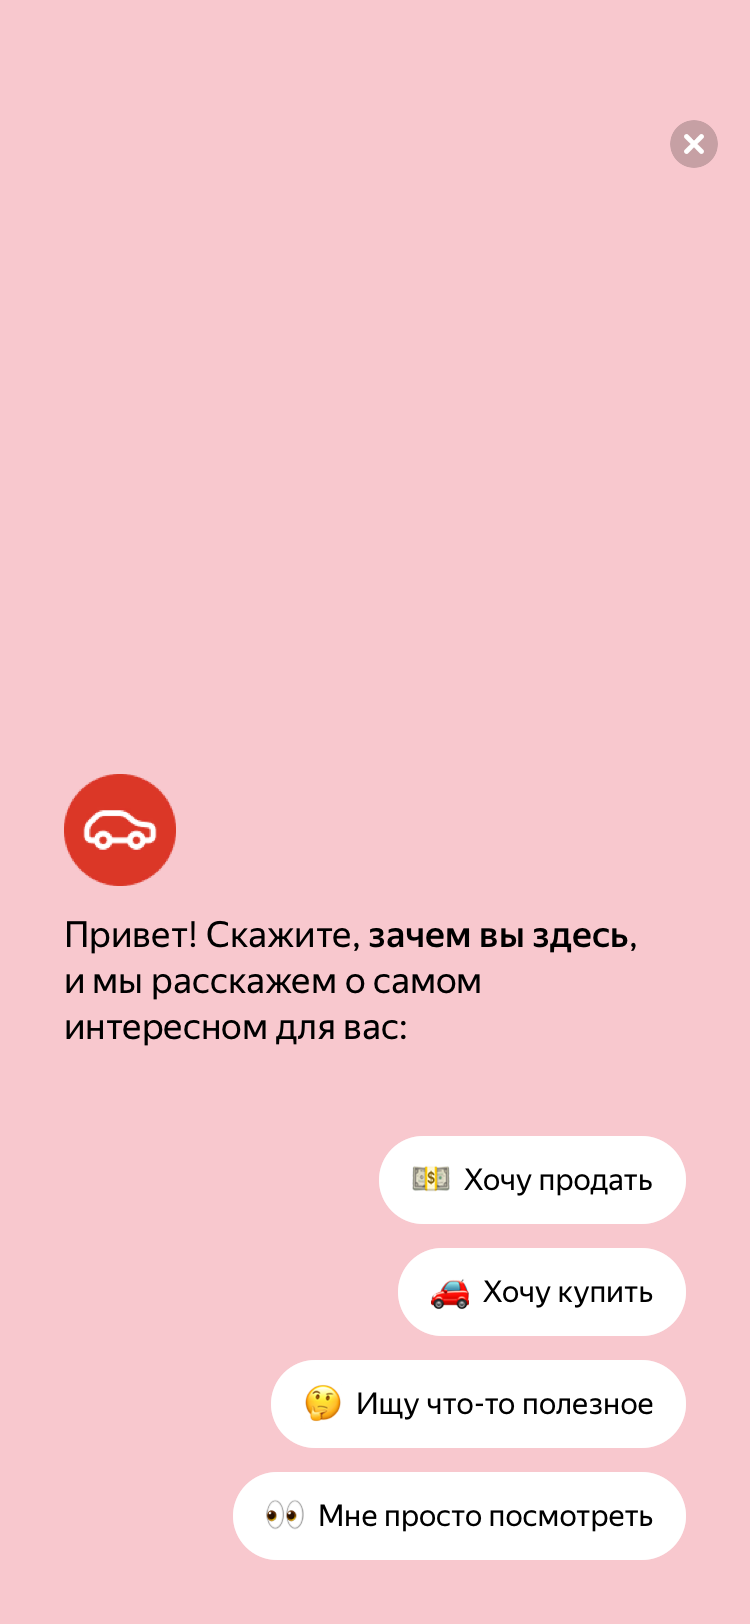 Привет! Скажите, зачем вы здесь,
и мы расскажем о самом
интересном для вас:
Хочу продать
Хочу купить
Ищу что-то полезное
Мне просто посмотреть